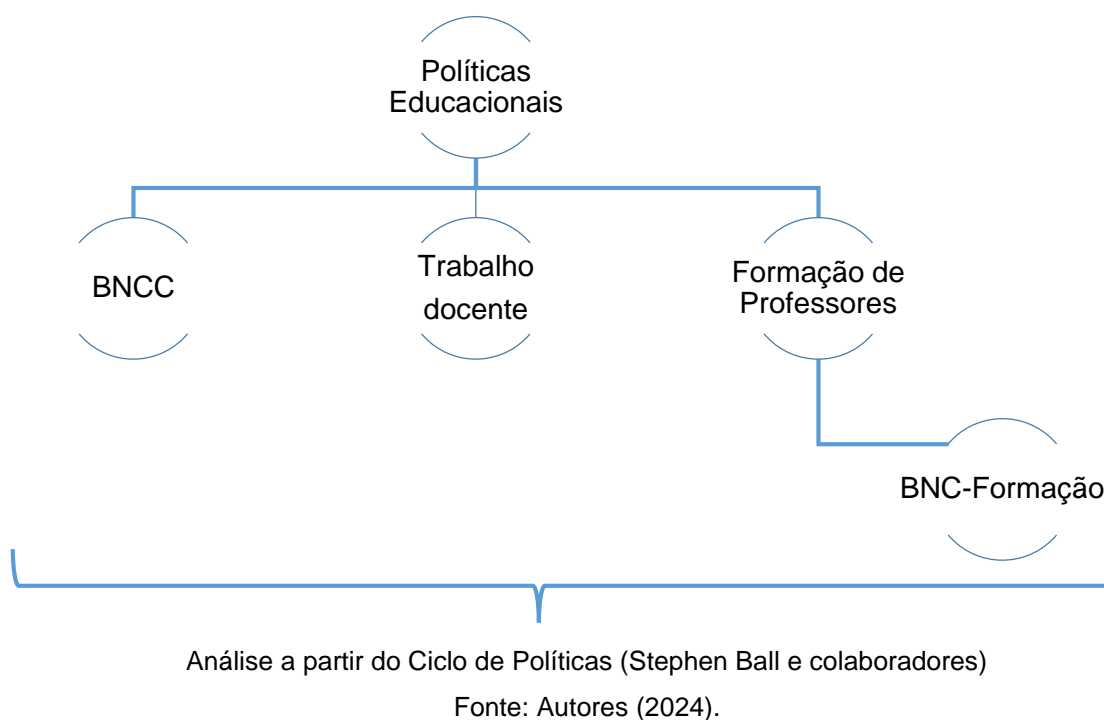 Políticas
Educacionais
BNCC
Trabalho
docente
Formação de
Professores
BNC-Formação
Análise a partir do Ciclo de Políticas (Stephen Ball e colaboradores)
Fonte: Autores (2024).